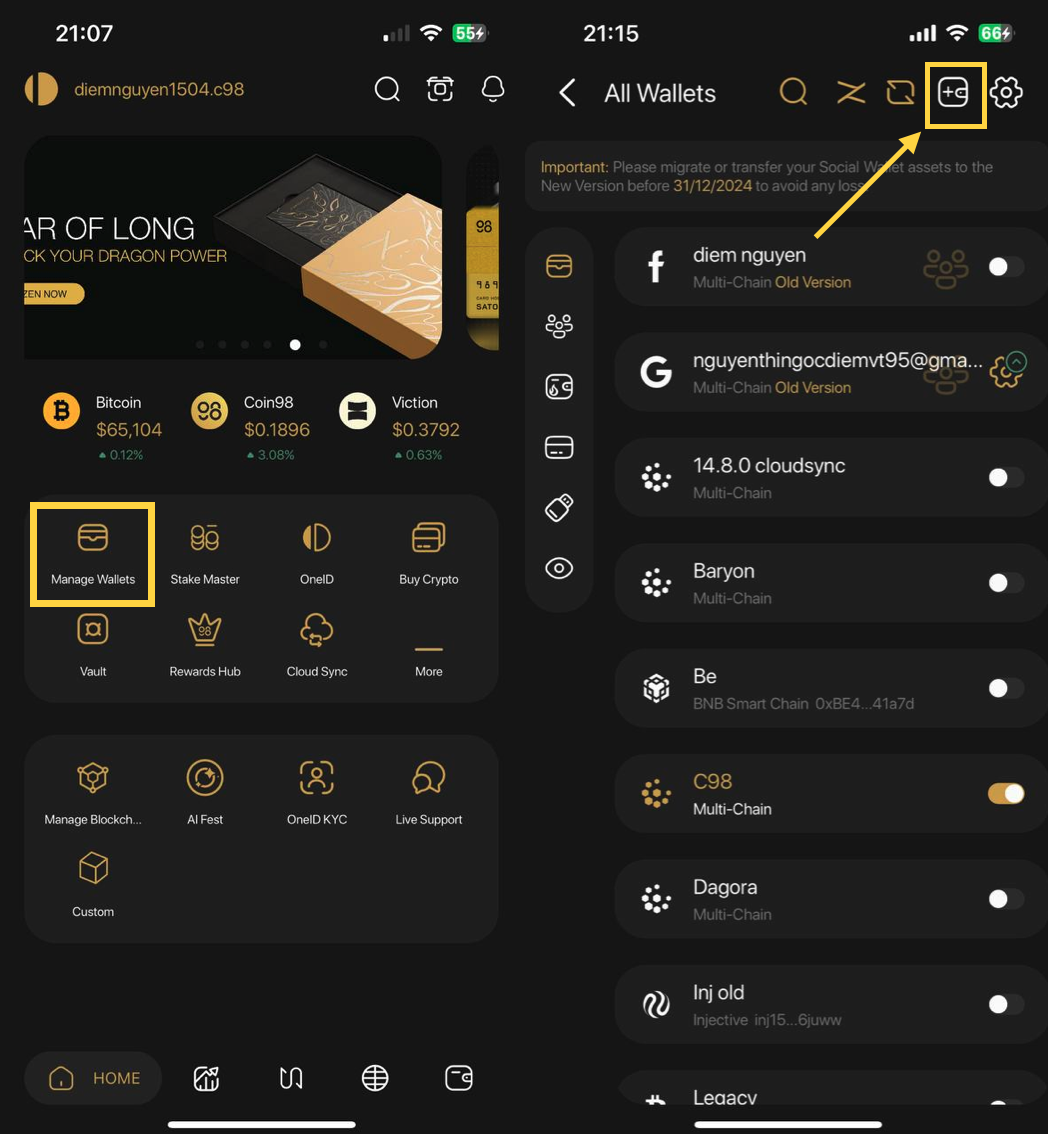 21:07
55
diemnguyen1504.c98
AR OF LONG
CK YOUR DRAGON POWER
ZEN NOW
98
SATO
Bitcoin
$65,104
0.12%
98
Coin98
$0.1896
3.08%
Viction
$0.3792
0.63%
Manage Wallets
Stake Master
OneID
Buy Crypto
Vault
98
Rewards Hub
Cloud Sync
More
Manage Blockch...
AI Fest
OneID KYC
Live Support
Custom
HOME
21:15
66
All Wallets
Important: Please migrate or transfer your Social Wallet assets to the
New Version before 31/12/2024 to avoid any loss
diem nguyen
Multi-Chain Old Version
nguyenthingocdiemvt95@gma...
Multi-Chain Old Version
14.8.0 cloudsync
Multi-Chain
Baryon
Multi-Chain
Be
BNB Smart Chain 0xBE4...41a7d
C98
Multi-Chain
Dagora
Multi-Chain
Inj old
Injective inj15...6juww
Legacy